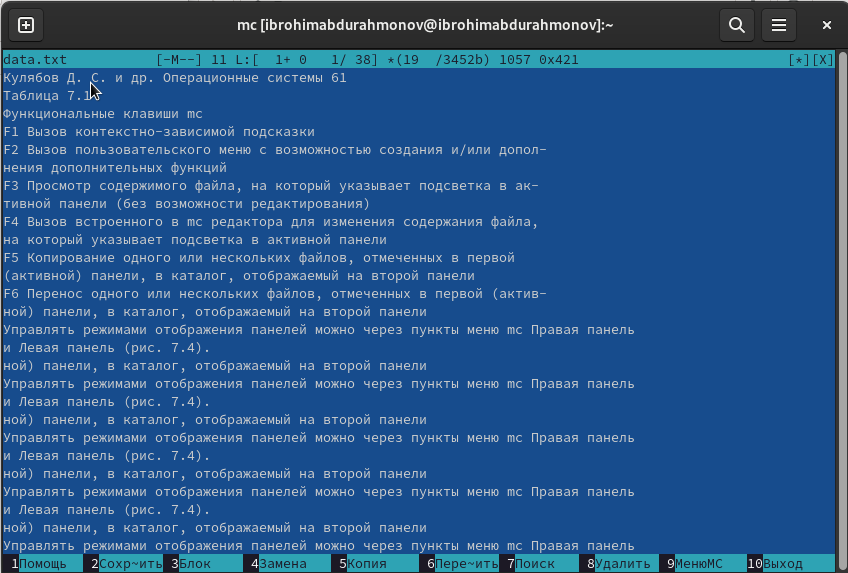 mc [ibrohimabdurahmonov@ibrohimabdurahmonov]:~
data.txt [-M--] 11 L:[ 1+ 0 1/ 38] *(19 /3452b) 1057 0x421 [*][X]
Кулябов Д. С. и др. Операционные системы 61
Таблица 7.1
Функциональные клавиши mc
F1 Вызов контекстно-зависимой подсказки
F2 Вызов пользовательского меню с возможностью создания и/или допол-
нения дополнительных функций
F3 Просмотр содержимого файла, на который указывает подсветка в ак-
тивной панели (без возможности редактирования)
F4 Вызов встроенного в mc редактора для изменения содержания файла,
на который указывает подсветка в активной панели
F5 Копирование одного или нескольких файлов, отмеченных в первой
(активной) панели, в каталог, отображаемый на второй панели
F6 Перенос одного или нескольких файлов, отмеченных в первой (актив-
ной) панели, в каталог, отображаемый на второй панели
Управлять режимами отображения панелей можно через пункты меню mc Правая панель
и Левая панель (рис. 7.4).
ной) панели, в каталог, отображаемый на второй панели
Управлять режимами отображения панелей можно через пункты меню mc Правая панель
и Левая панель (рис. 7.4).
ной) панели, в каталог, отображаемый на второй панели
Управлять режимами отображения панелей можно через пункты меню mc Правая панель
и Левая панель (рис. 7.4).
ной) панели, в каталог, отображаемый на второй панели
Управлять режимами отображения панелей можно через пункты меню mc Правая панель
и Левая панель (рис. 7.4).
ной) панели, в каталог, отображаемый на второй панели
Управлять режимами отображения панелей можно через пункты меню mc Правая панель
1Помощь 2Сохр~ить 3Блок 4Замена 5Копия 6Пере~ить 7Поиск 8Удалить 9МенюМС 10Выход